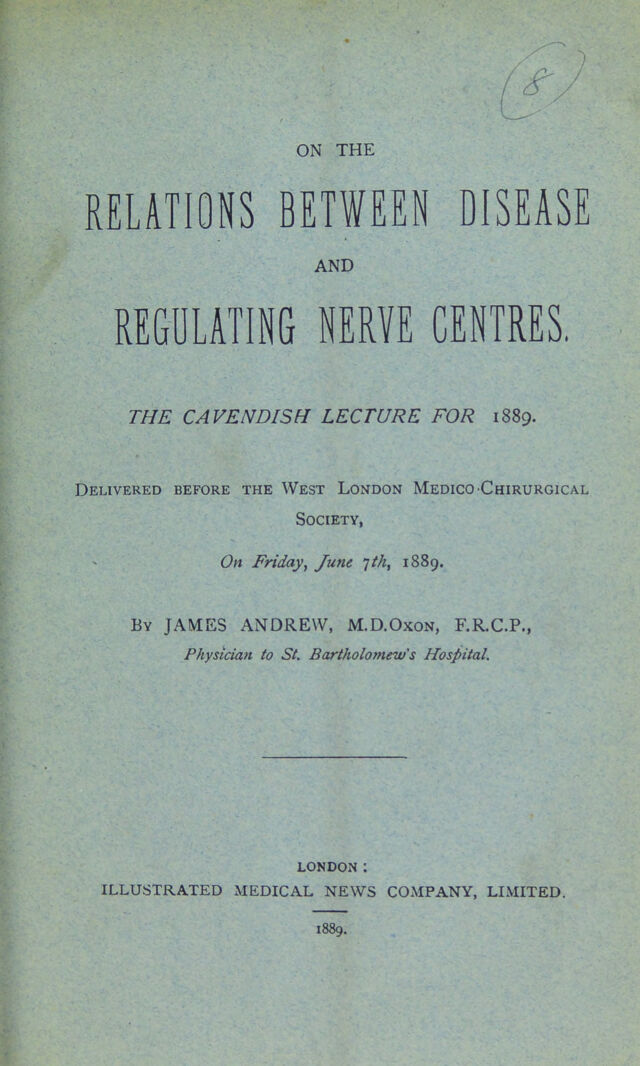 8
ON THE
RELATIONS BETWEEN DISEASE
AND
REGULATING NERVE CENTRES.
THE CAVENDISH LECTURE FOR 1889.
DELIVERED BEFORE THE WEST LONDON MEDICO-CHIRURGICAL
SOCIETY,
On Friday, June 7th, 1889.
BY JAMES ANDREW, M.D.OXON, F.R.C.P.,
Physician to St. Bartholomew's Hospital.
LONDON:
ILLUSTRATED MEDICAL NEWS COMPANY, LIMITED.
1889.